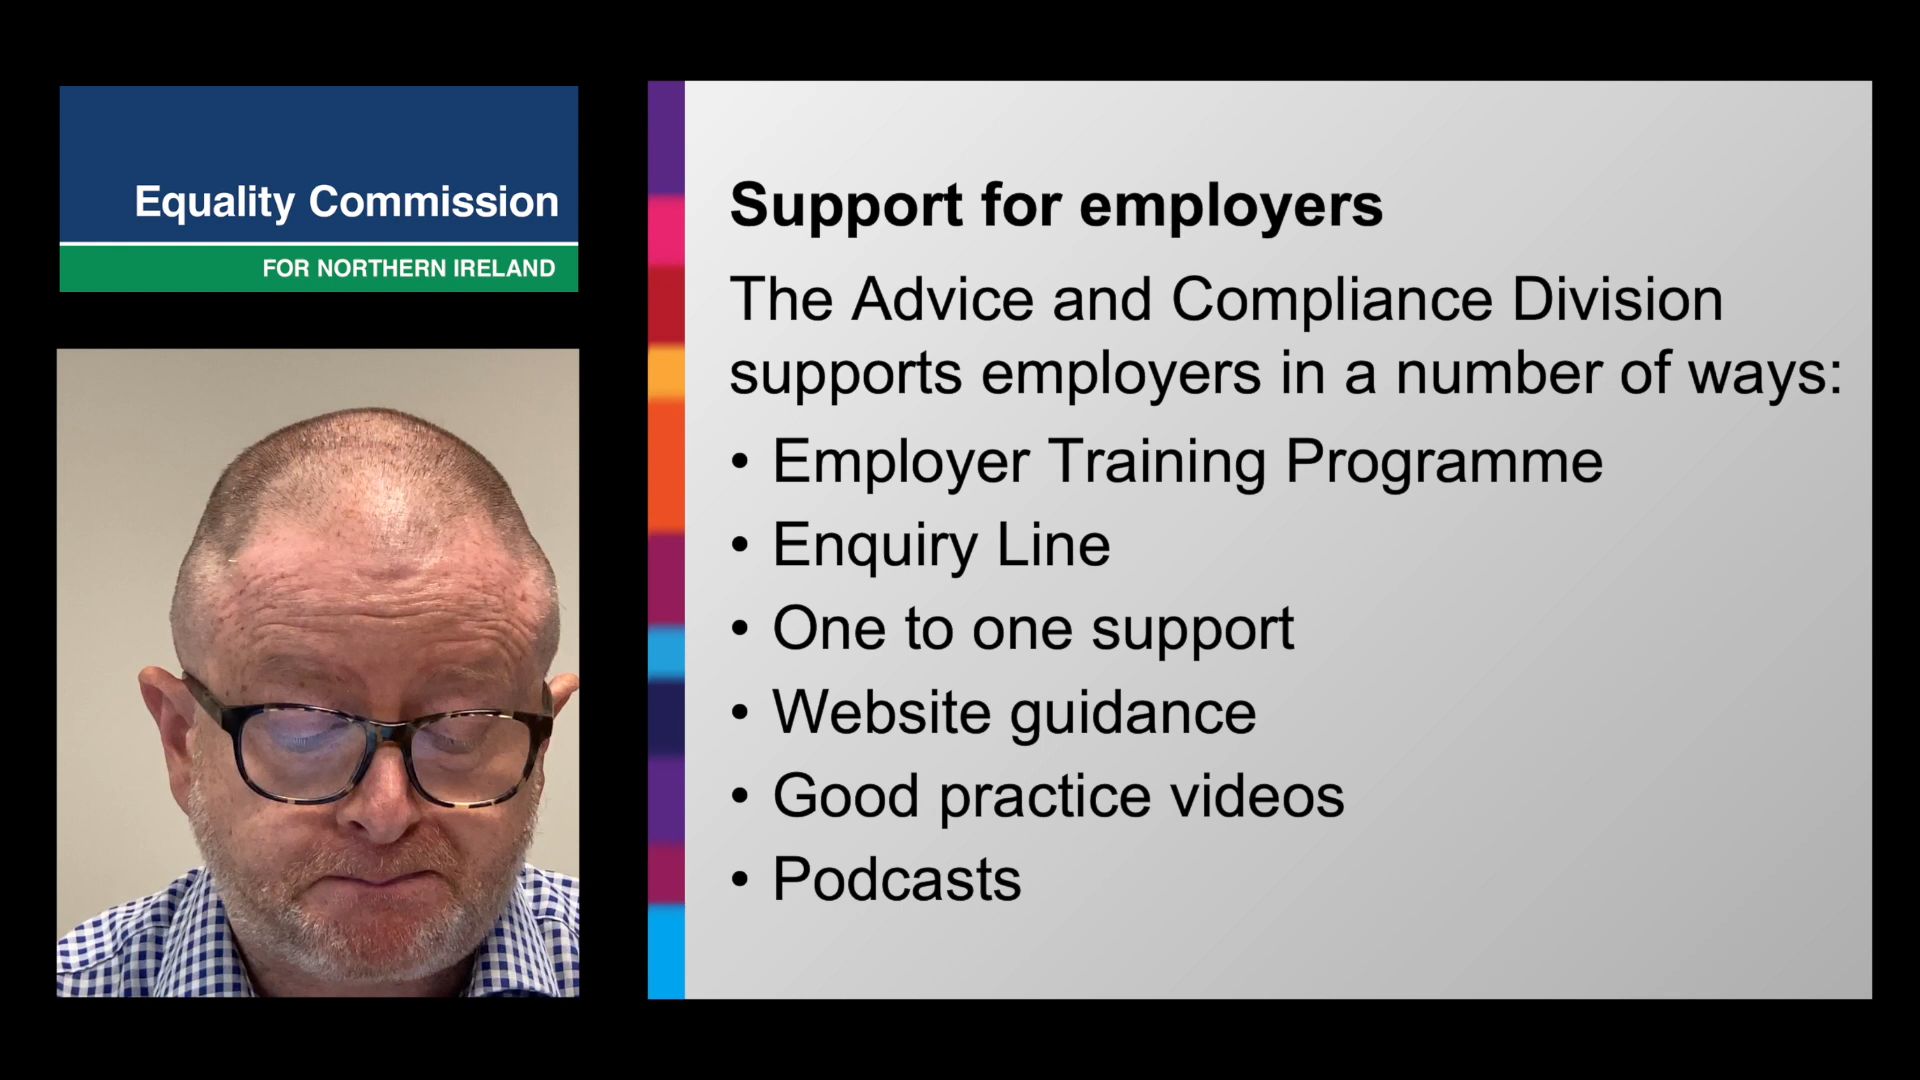 Equality Commission
FOR NORTHERN IRELAND
Support for employers
The Advice and Compliance Division
supports employers in a number of ways:
• Employer Training Programme
• Enquiry Line
• One to one support
• Website guidance
• Good practice videos
• Podcasts